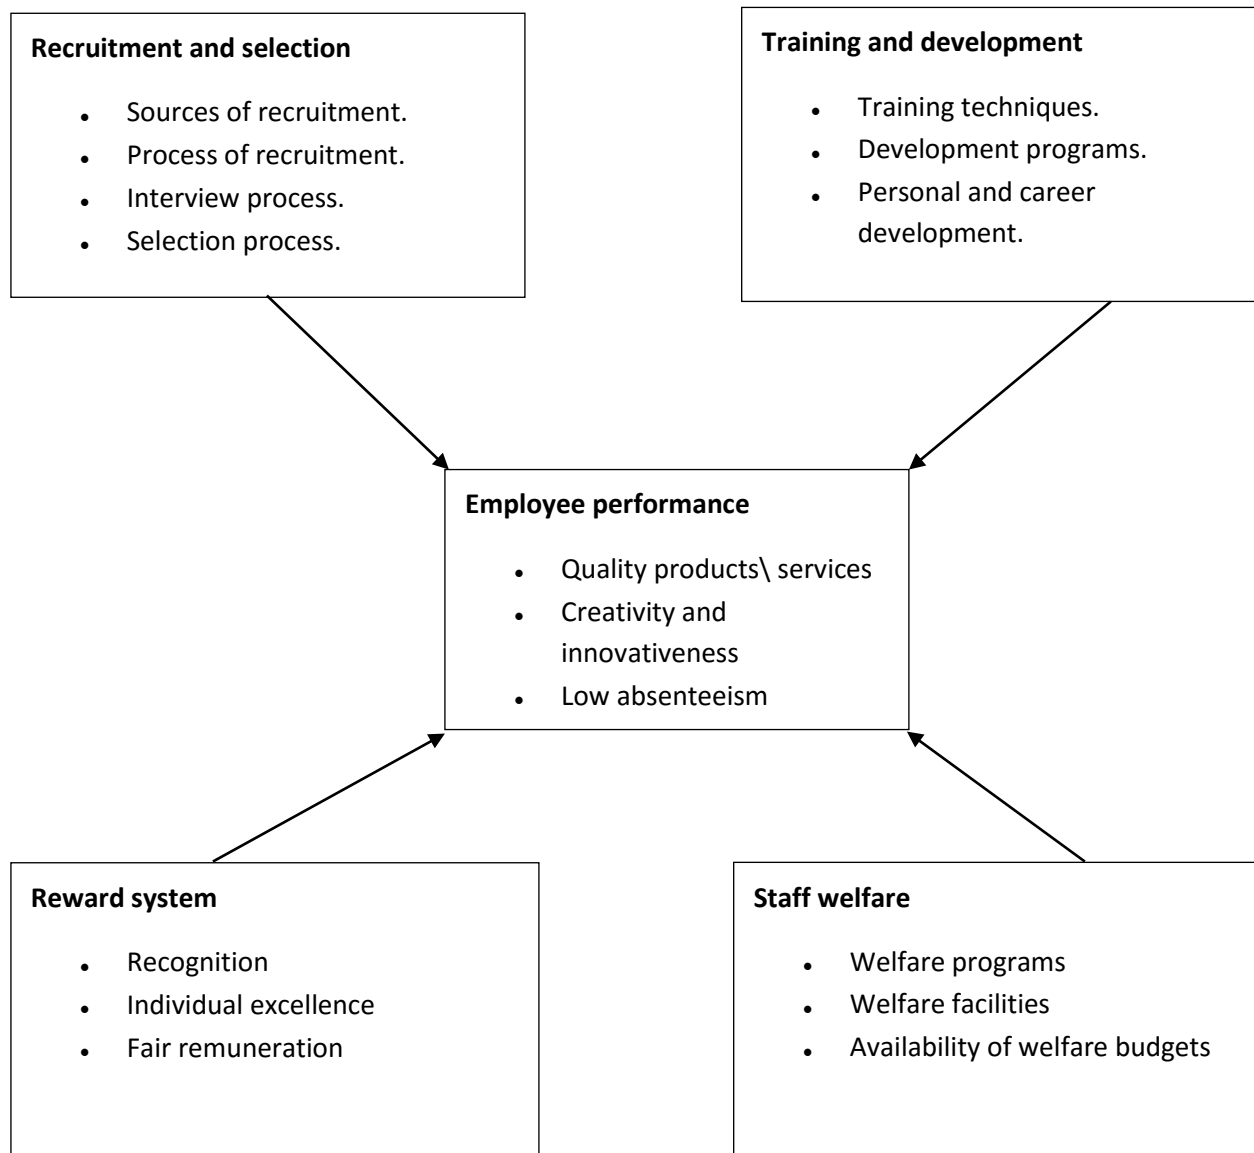 Recruitment and selection
• Sources of recruitment.
• Process of recruitment.
• Interview process.
• Selection process.
Training and development
• Training techniques.
• Development programs.
• Personal and career
development.
Employee performance
• Quality products\ services
• Creativity and
innovativeness
• Low absenteeism
Reward system
• Recognition
• Individual excellence
• Fair remuneration
Staff welfare
• Welfare programs
• Welfare facilities
• Availability of welfare budgets